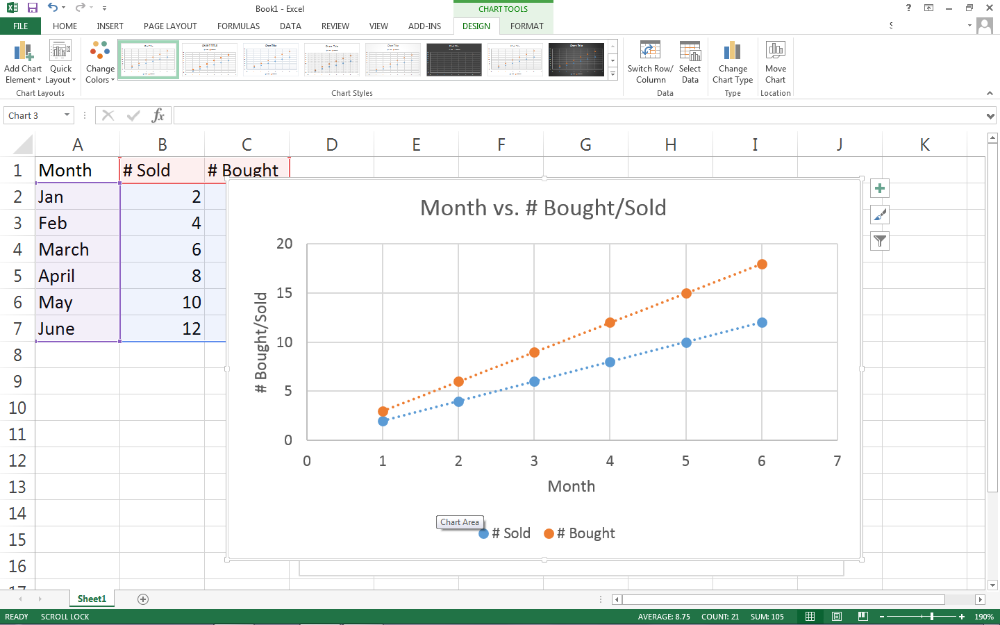 Book1 - Excel
CHART TOOLS
?
FILE HOME INSERT PAGE LAYOUT FORMULAS DATA REVIEW VIEW ADD-INS DESIGN FORMAT
Add Chart Element
Quick Layout
Change Colors
Switch Row/ Column
Select Data
Change Chart Type
Move Chart
Chart Layouts
Chart Styles
Data
Type
Location
Chart 3
fx
A B C D E F G H I J K
1 Month # Sold # Bought
2 Jan 2
3 Feb 4
4 March 6
5 April 8
6 May 10
7 June 12
8
9
10
11
12
13
14
15
16
17
Month vs. # Bought/Sold
20
15
10
5
0
# Bought/Sold
0 1 2 3 4 5 6 7
Month
Chart Area
# Sold # Bought
Sheet1
READY SCROLL LOCK AVERAGE: 8.75 COUNT: 21 SUM: 105 190%